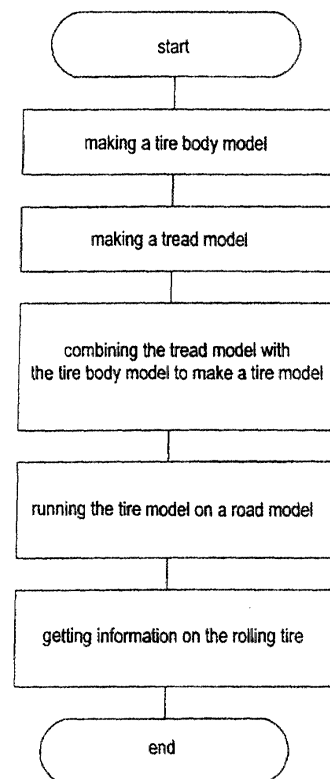 start
making a tire body model
making a tread model
combining the tread model with
the tire body model to make a tire model
running the tire model on a road model
getting information on the rolling tire
end